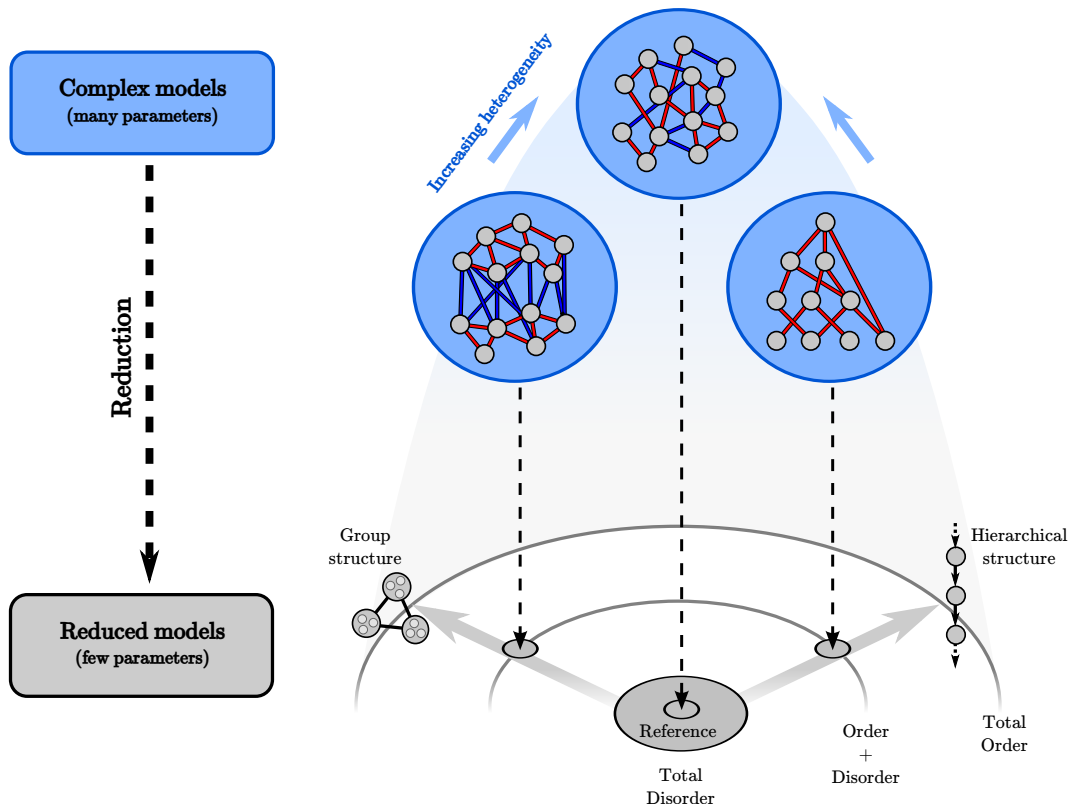 Complex models
(many parameters)
Increasing heterogeneity
Reduction
Group
structure
Hierarchical
structure
Reduced models
(few parameters)
Reference
Total
Disorder
Order
+
Disorder
Total
Order